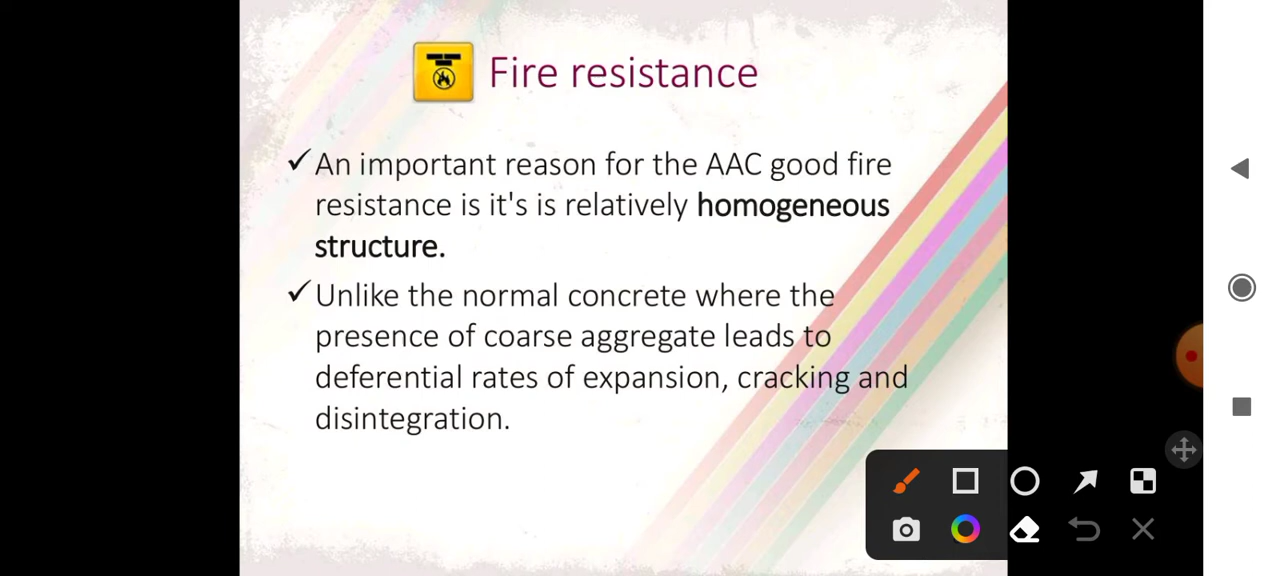 Fire resistance
✓An important reason for the AAC good fire
resistance is it's is relatively homogeneous
structure.
✓Unlike the normal concrete where the
presence of coarse aggregate leads to
deferential rates of expansion, cracking and
disintegration.